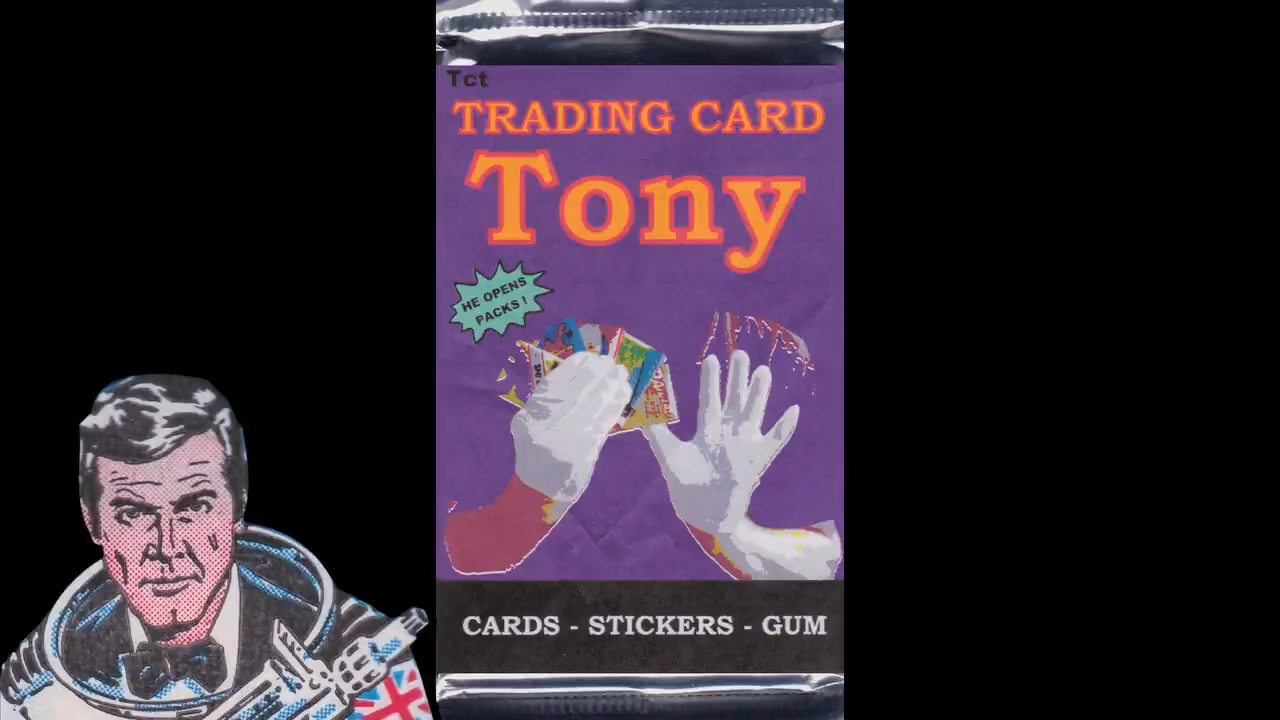 Tct
TRADING CARD
Tony
HE OPENS
PACKS !
CARDS - STICKERS - GUM